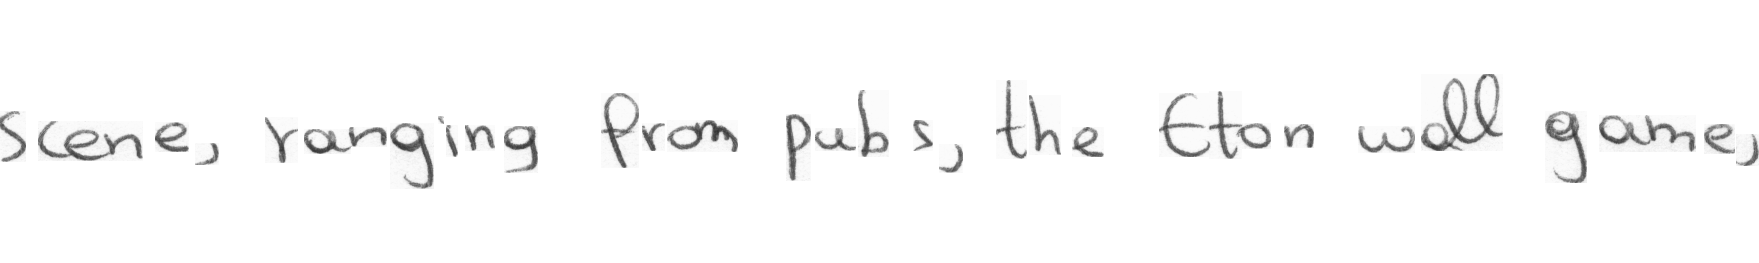 scene, ranging from pubs, the Eton wall game,